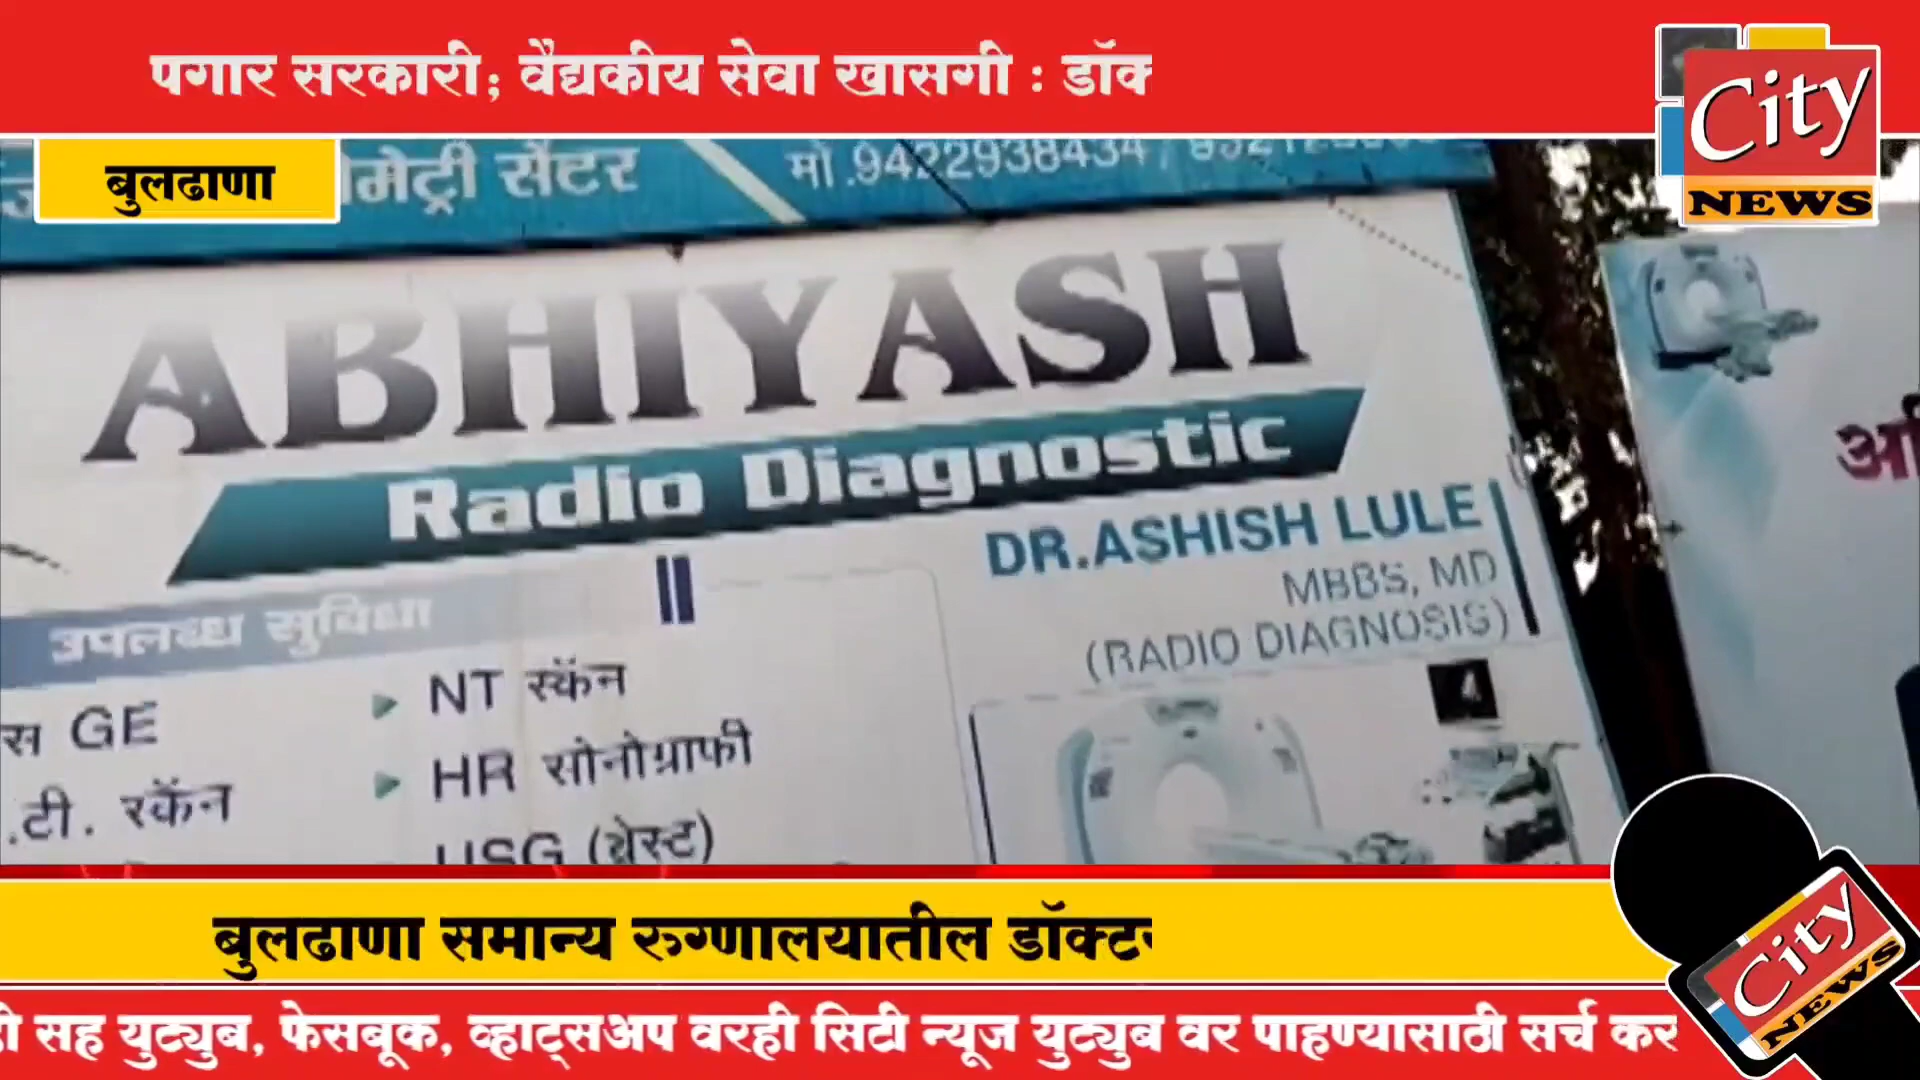 पगार सरकारी; वैद्यकीय सेवा खासगी : डॉक
City
NEWS
बुलढाणा
मेट्री सेंटर
मो.9422938434,
ABHIYASH
Radio Diagnostic
DR.ASHISH LULE
MBBS, MD
(RADIO DIAGNOSIS)
उपलब्ध सुविधा
NT स्कॅन
स GE
HR सोनोग्राफी
.टी. स्कॅन
USG (ब्रेस्ट)
4
बुलढाणा समान्य रुग्णालयातील डॉक्ट
City
NEWS
ही सह युट्युब, फेसबूक, व्हाट्सअप वरही सिटी न्यूज युट्युब वर पाहण्यासाठी सर्च कर